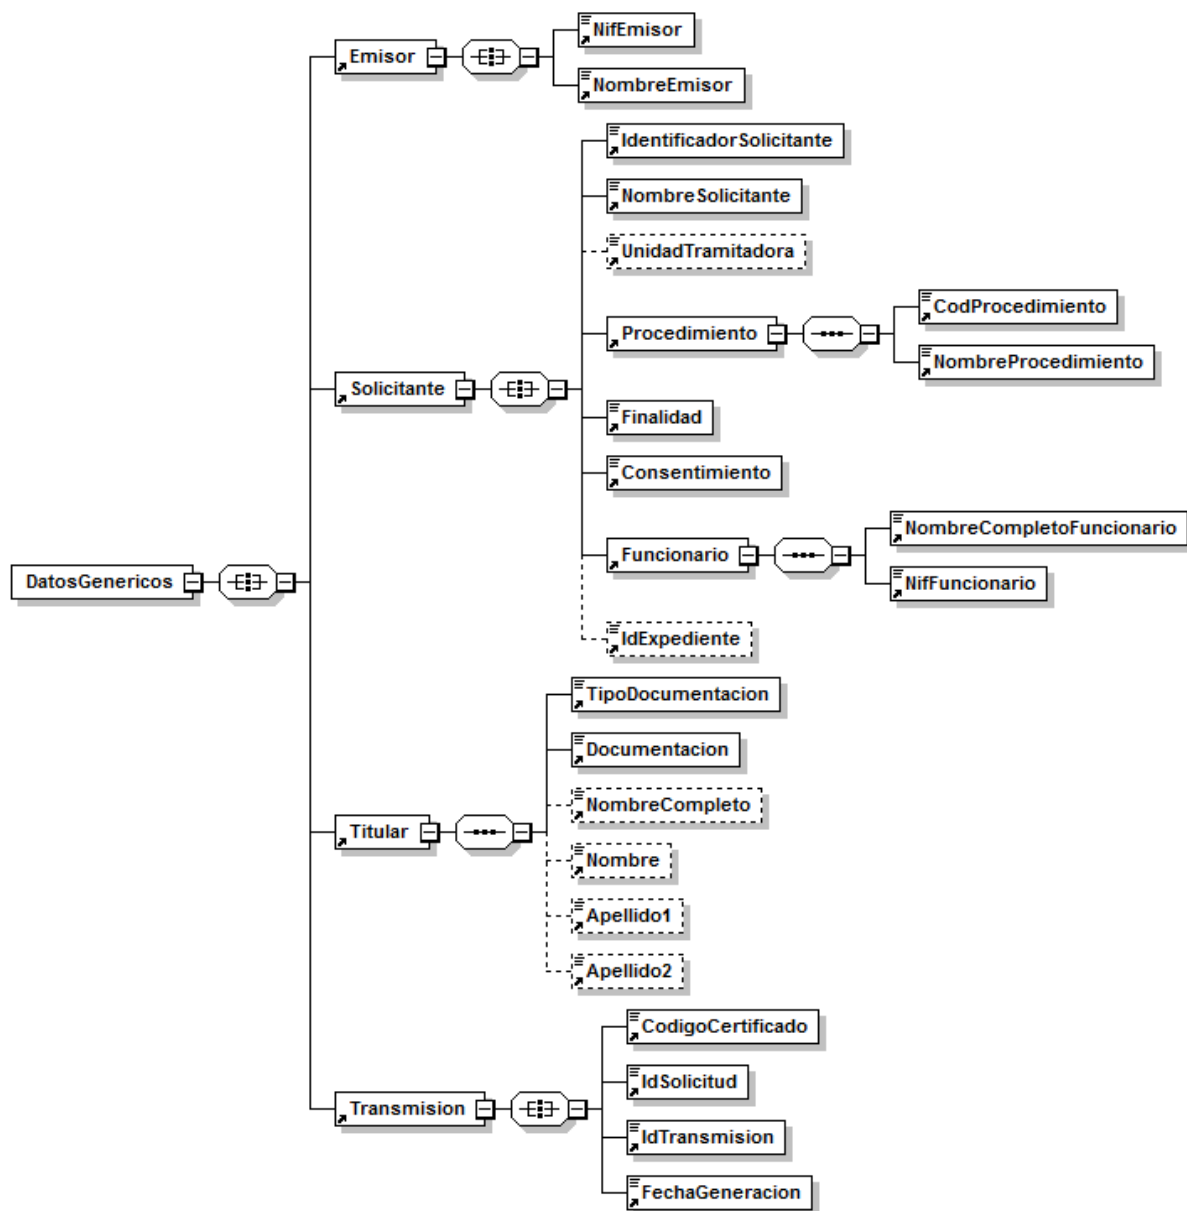 Emisor
NifEmisor
NombreEmisor
IdentificadorSolicitante
NombreSolicitante
UnidadTramitadora
Procedimiento
CodProcedimiento
NombreProcedimiento
Solicitante
Finalidad
Consentimiento
Funcionario
NombreCompletoFuncionario
NifFuncionario
DatosGenericos
IdExpediente
TipoDocumentacion
Documentacion
NombreCompleto
Titular
Nombre
Apellido1
Apellido2
CodigoCertificado
IdSolicitud
Transmision
IdTransmision
FechaGeneracion